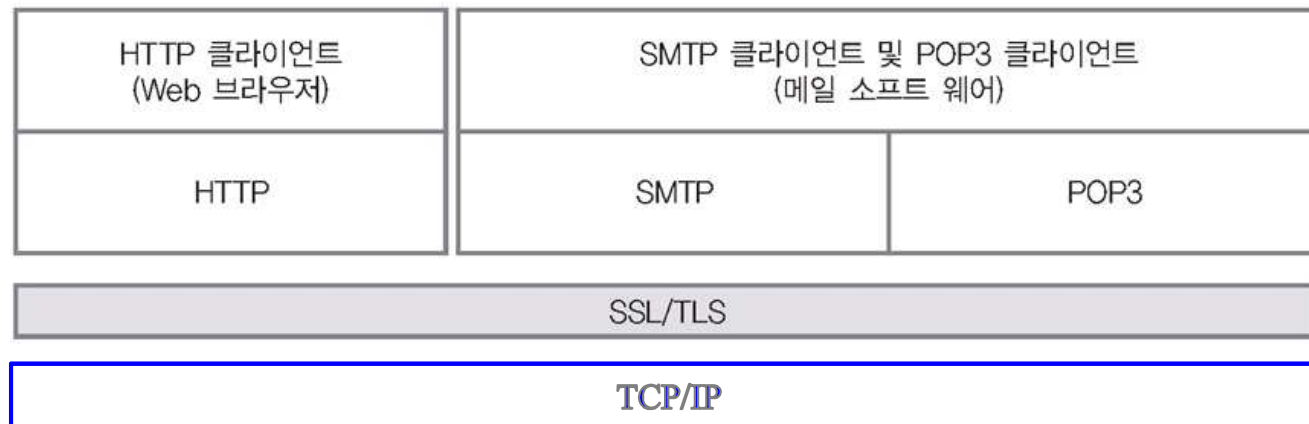 HTTP 클라이언트
(Web 브라우저)
SMTP 클라이언트 및 POP3 클라이언트
(메일 소프트 웨어)
HTTP
SMTP
POP3
SSL/TLS
TCP/IP